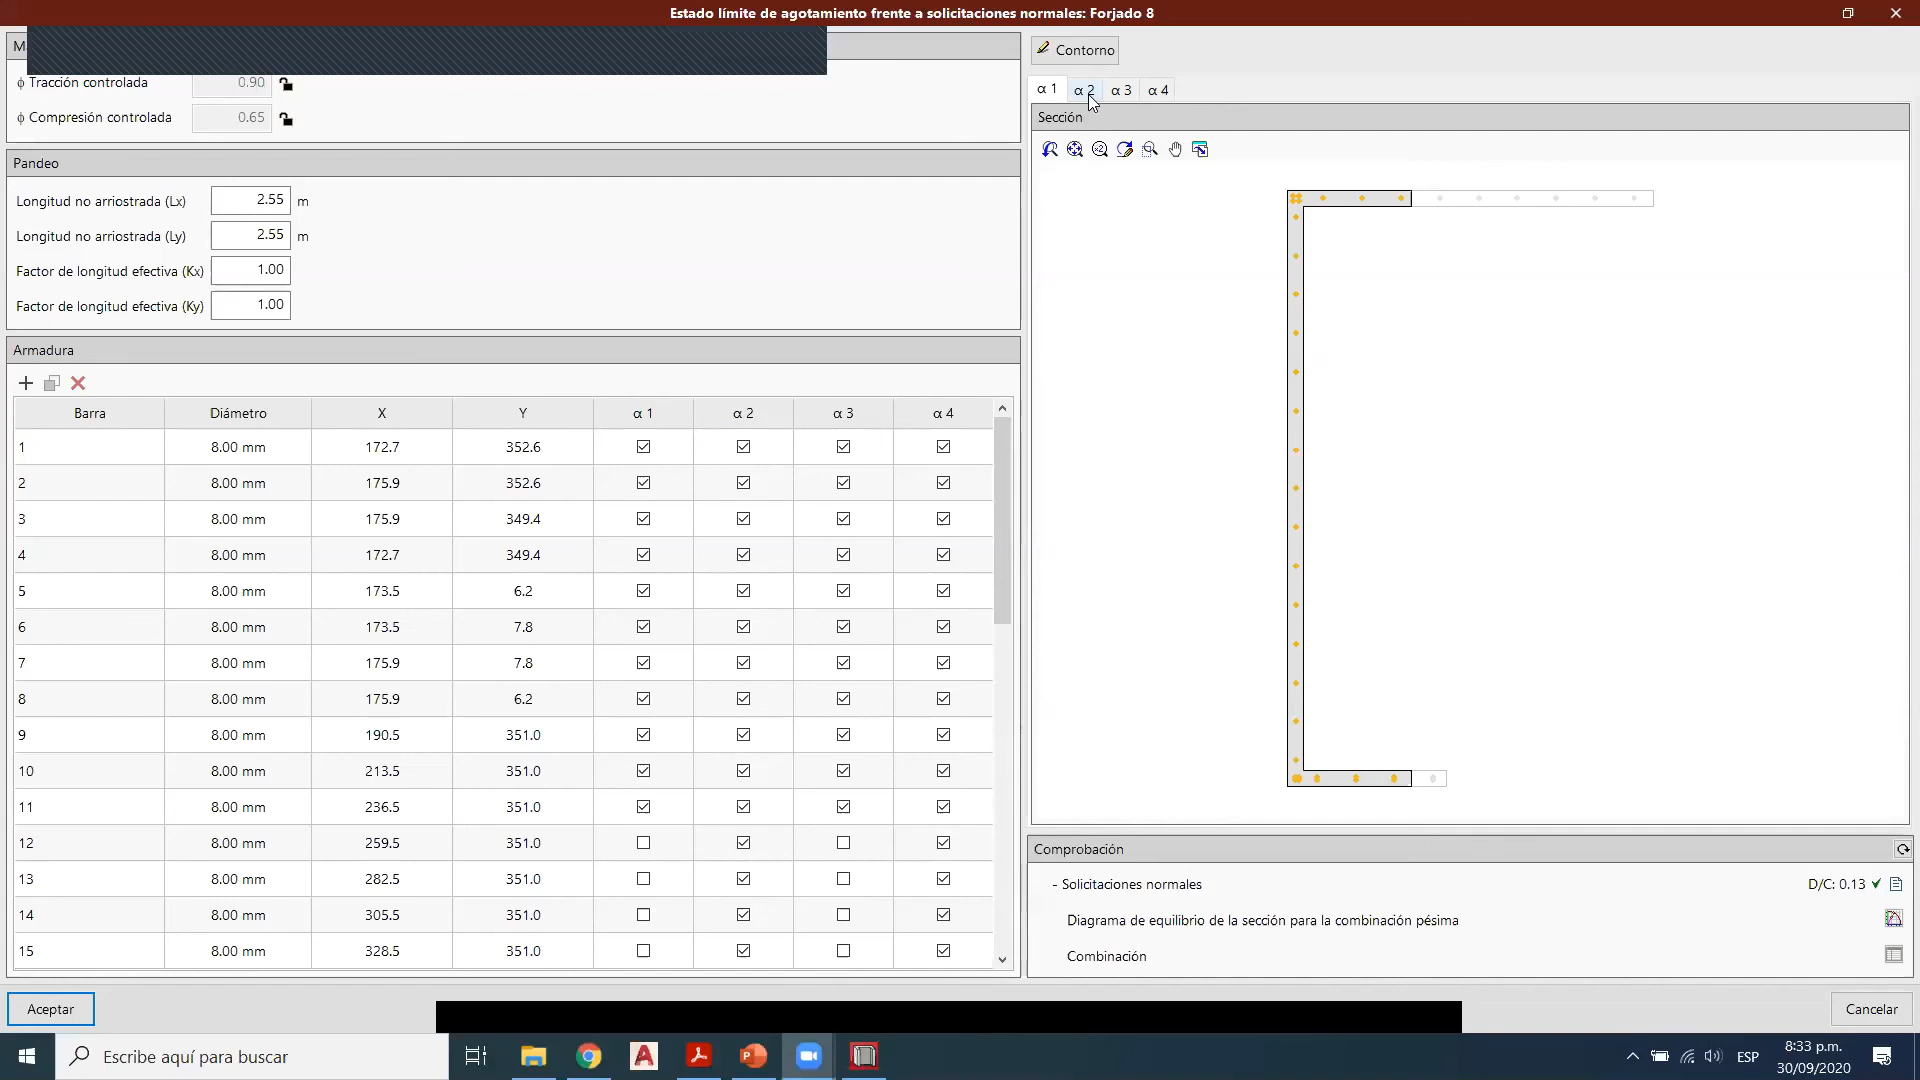 Estado límite de agotamiento frente a solicitaciones normales: Forjado 8
ϕ Tracción controlada 0.90
ϕ Compresión controlada 0.65
Pandeo
Longitud no arriostrada (Lx) 2.55 m
Longitud no arriostrada (Ly) 2.55 m
Factor de longitud efectiva (Kx) 1.00
Factor de longitud efectiva (Ky) 1.00
Armadura
Barra Diámetro X Y α 1 α 2 α 3 α 4
1 8.00 mm 172.7 352.6
2 8.00 mm 175.9 352.6
3 8.00 mm 175.9 349.4
4 8.00 mm 172.7 349.4
5 8.00 mm 173.5 6.2
6 8.00 mm 173.5 7.8
7 8.00 mm 175.9 7.8
8 8.00 mm 175.9 6.2
9 8.00 mm 190.5 351.0
10 8.00 mm 213.5 351.0
11 8.00 mm 236.5 351.0
12 8.00 mm 259.5 351.0
13 8.00 mm 282.5 351.0
14 8.00 mm 305.5 351.0
15 8.00 mm 328.5 351.0
Contorno
α 1 α 2 α 3 α 4
Sección
Comprobación
- Solicitaciones normales D/C: 0.13
Diagrama de equilibrio de la sección para la combinación pésima
Combinación
Aceptar
Cancelar
Escribe aquí para buscar
ESP
8:33 p.m.
30/09/2020